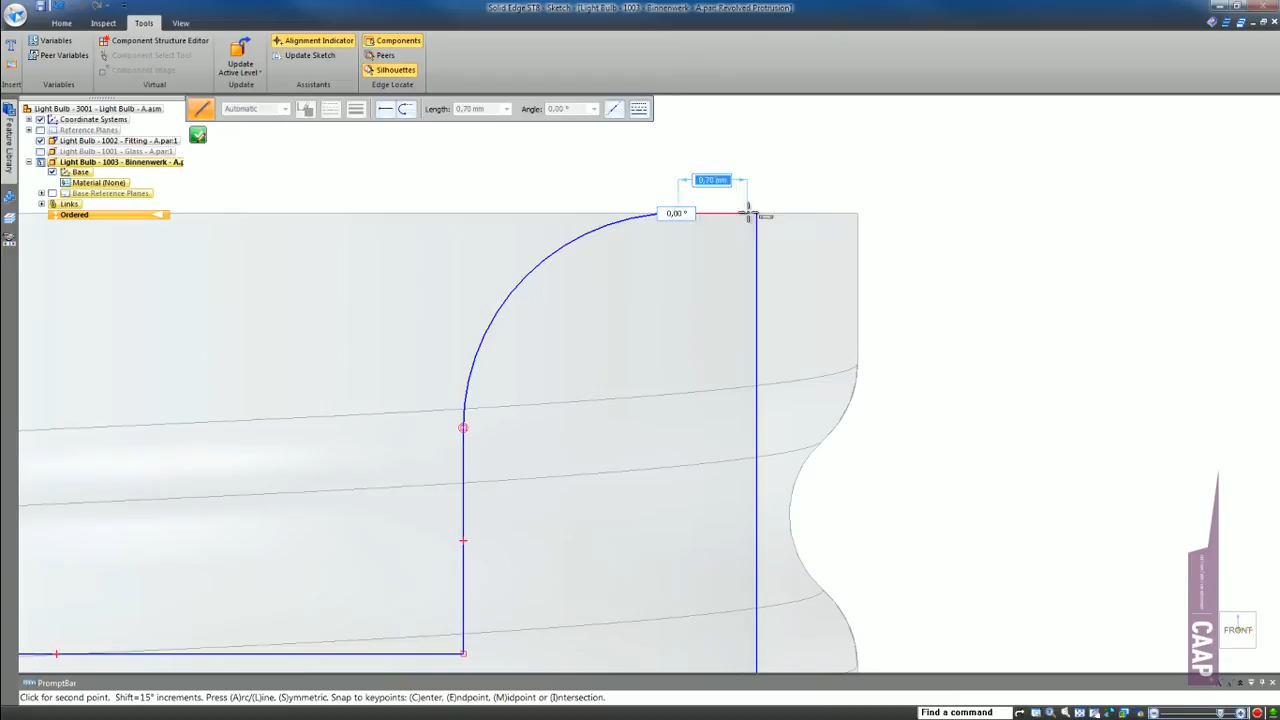 Solid Edge ST8 - Sketch - [Light Bulb - 1003 - Binnenwerk - A.par:Revolved Protrusion]
Home Inspect Tools View
Variables
Peer Variables
Variables
Component Structure Editor
Component Select Tool
Component Image
Virtual
Update
Active Level
Update
Alignment Indicator
Update Sketch
Assistants
Components
Peers
Silhouettes
Edge Locate
Insert
Automatic
Length: 0,70 mm
Angle: 0,00 °
Feature Library
Light Bulb - 3001 - Light Bulb - A.asm
Coordinate Systems
Reference Planes
Light Bulb - 1002 - Fitting - A.par:1
Light Bulb - 1001 - Glass - A.par:1
Light Bulb - 1003 - Binnenwerk - A.p
Base
Material (None)
Base Reference Planes
Links
Ordered
0,70 mm
0,00 °
FRONT
CAAP
PromptBar
Click for second point. Shift=15° increments. Press (A)rc/(L)ine, (S)ymmetric. Snap to keypoints: (C)enter, (E)ndpoint, (M)idpoint or (I)ntersection.
Find a command